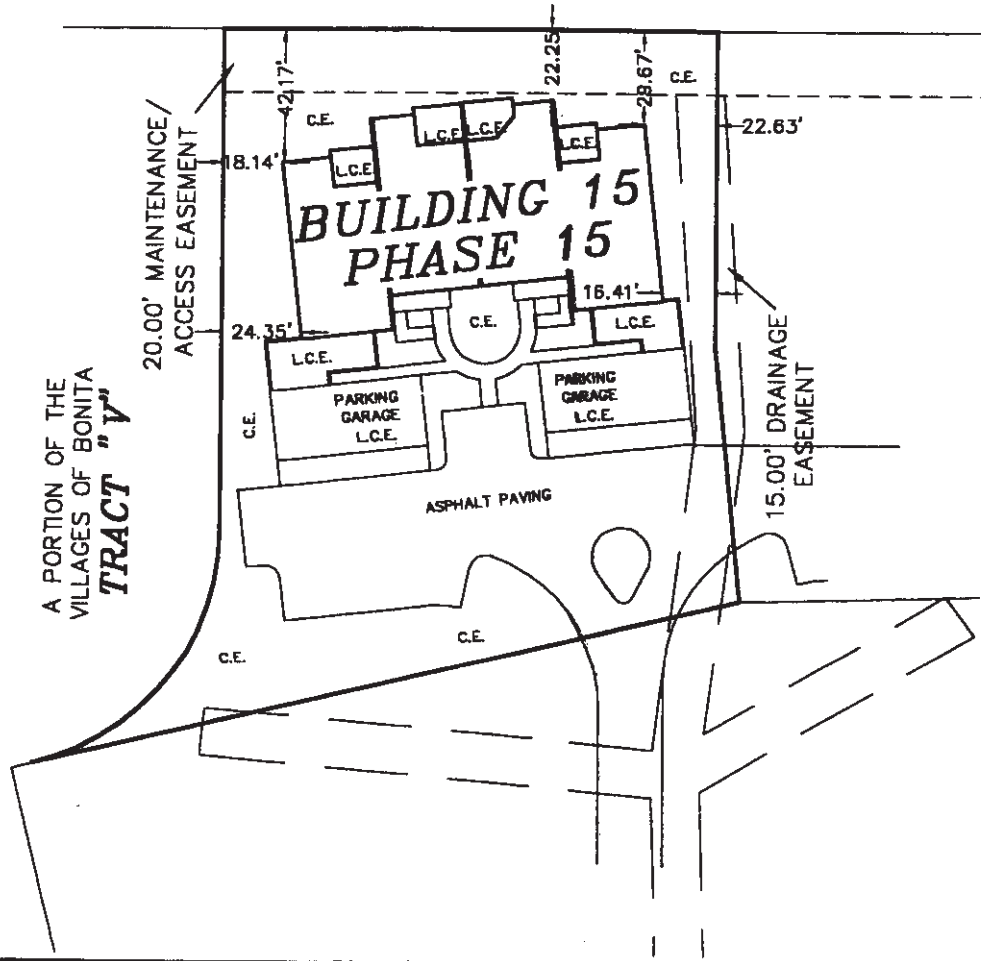 42.17'
22.25
28.67'
C.E.
20.00' MAINTENANCE/
ACCESS EASEMENT
C.E.
22.63'
L.C.E
L.C.E.
L.C.E
18.14'
L.C.E
BUILDING 15
PHASE 15
16.41'
24.35'
C.E.
L.C.E.
L.C.E.
15.00' DRAINAGE
EASEMENT
A PORTION OF THE
VILLAGES OF BONITA
TRACT "V"
C.E.
PARKING
GARAGE
L.C.E.
PARKING
GARAGE
L.C.E.
ASPHALT PAVING
C.E.
C.E.